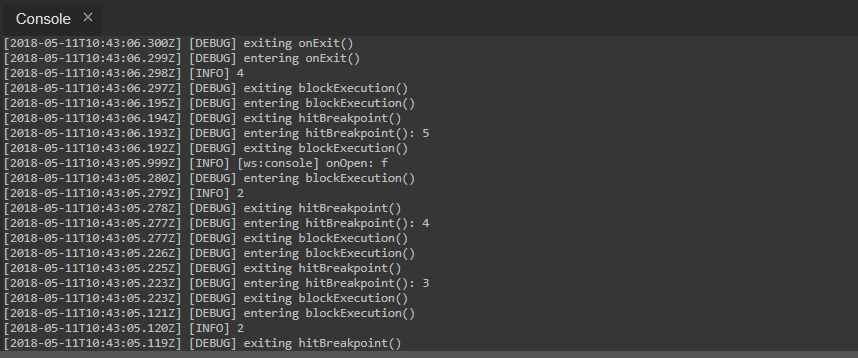 Console ×
[2018-05-11T10:43:06.300Z] [DEBUG] exiting onExit()
[2018-05-11T10:43:06.299Z] [DEBUG] entering onExit()
[2018-05-11T10:43:06.298Z] [INFO] 4
[2018-05-11T10:43:06.297Z] [DEBUG] exiting blockExecution()
[2018-05-11T10:43:06.195Z] [DEBUG] entering blockExecution()
[2018-05-11T10:43:06.194Z] [DEBUG] exiting hitBreakpoint()
[2018-05-11T10:43:06.193Z] [DEBUG] entering hitBreakpoint(): 5
[2018-05-11T10:43:06.192Z] [DEBUG] exiting blockExecution()
[2018-05-11T10:43:05.999Z] [INFO] [ws:console] onOpen: f
[2018-05-11T10:43:05.280Z] [DEBUG] entering blockExecution()
[2018-05-11T10:43:05.279Z] [INFO] 2
[2018-05-11T10:43:05.278Z] [DEBUG] exiting hitBreakpoint()
[2018-05-11T10:43:05.277Z] [DEBUG] entering hitBreakpoint(): 4
[2018-05-11T10:43:05.277Z] [DEBUG] exiting blockExecution()
[2018-05-11T10:43:05.226Z] [DEBUG] entering blockExecution()
[2018-05-11T10:43:05.225Z] [DEBUG] exiting hitBreakpoint()
[2018-05-11T10:43:05.223Z] [DEBUG] entering hitBreakpoint(): 3
[2018-05-11T10:43:05.223Z] [DEBUG] exiting blockExecution()
[2018-05-11T10:43:05.121Z] [DEBUG] entering blockExecution()
[2018-05-11T10:43:05.120Z] [INFO] 2
[2018-05-11T10:43:05.119Z] [DEBUG] exiting hitBreakpoint()